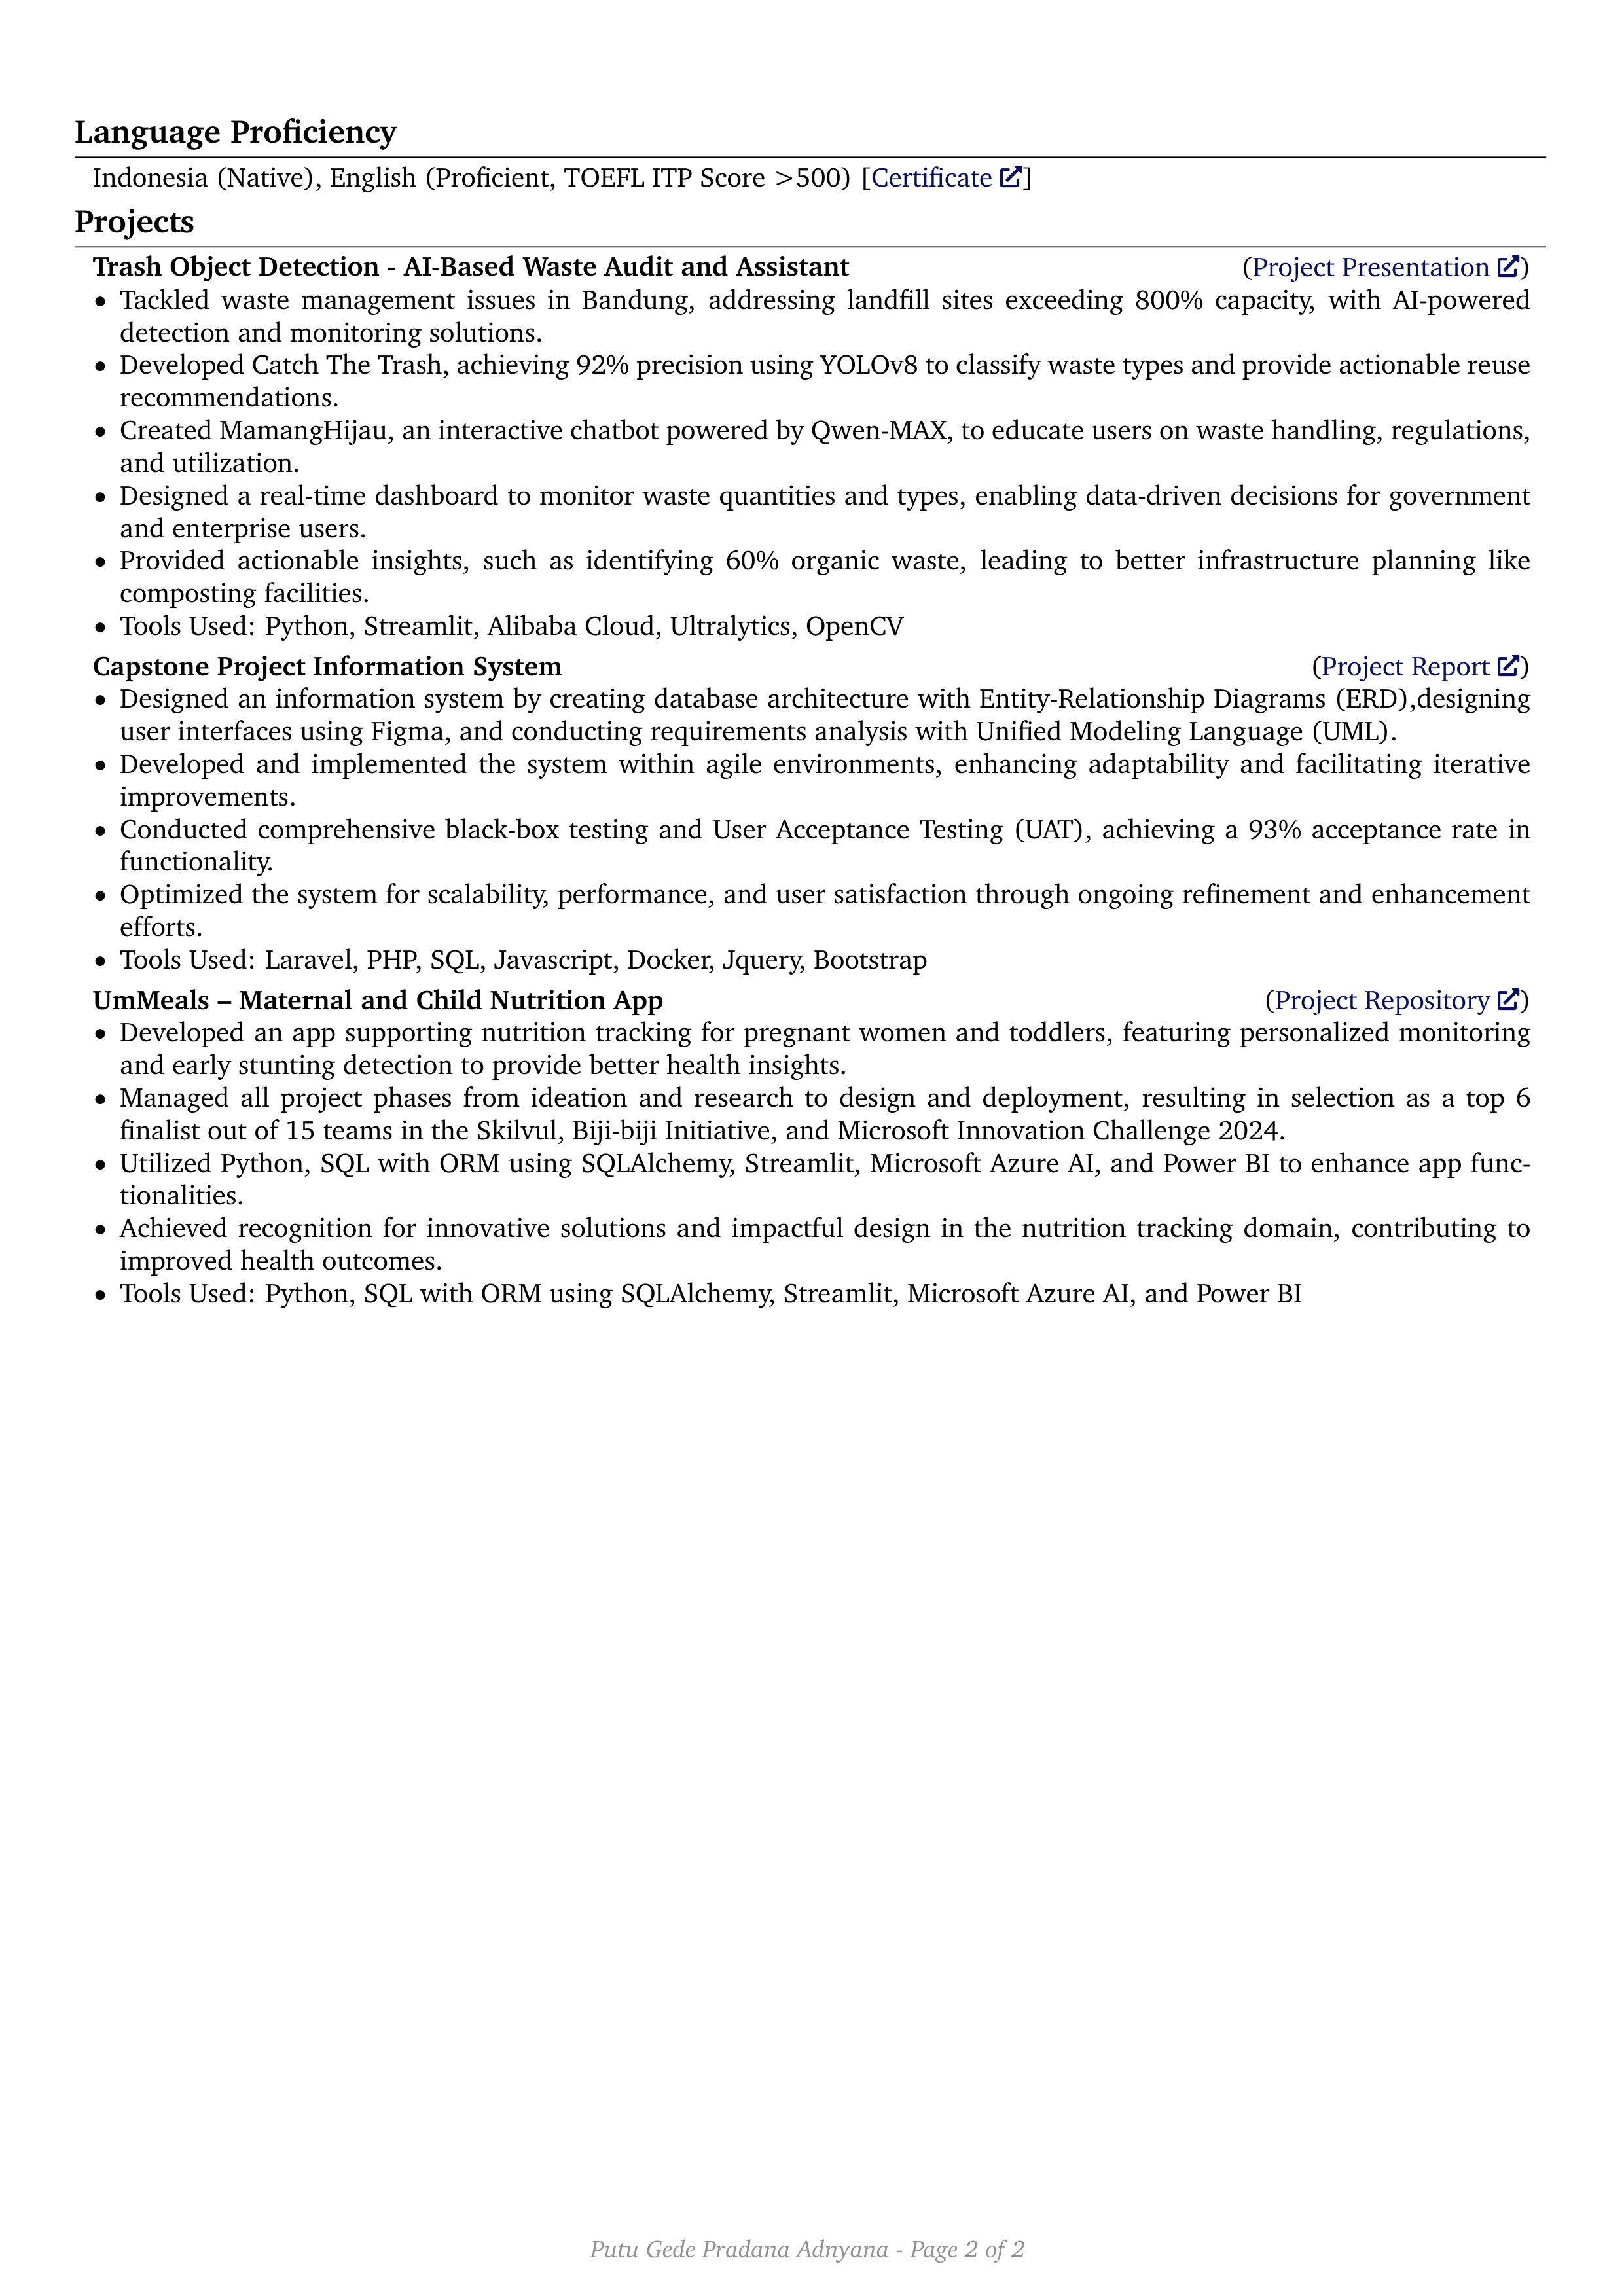 Language Proficiency
Indonesia (Native), English (Proficient, TOEFL ITP Score >500) [Certificate]
Projects
Trash Object Detection - AI-Based Waste Audit and Assistant (Project Presentation)
• Tackled waste management issues in Bandung, addressing landfill sites exceeding 800% capacity, with AI-powered
detection and monitoring solutions.
• Developed Catch The Trash, achieving 92% precision using YOLOv8 to classify waste types and provide actionable reuse
recommendations.
• Created MamangHijau, an interactive chatbot powered by Qwen-MAX, to educate users on waste handling, regulations,
and utilization.
• Designed a real-time dashboard to monitor waste quantities and types, enabling data-driven decisions for government
and enterprise users.
• Provided actionable insights, such as identifying 60% organic waste, leading to better infrastructure planning like
composting facilities.
• Tools Used: Python, Streamlit, Alibaba Cloud, Ultralytics, OpenCV
Capstone Project Information System (Project Report)
• Designed an information system by creating database architecture with Entity-Relationship Diagrams (ERD),designing
user interfaces using Figma, and conducting requirements analysis with Unified Modeling Language (UML).
• Developed and implemented the system within agile environments, enhancing adaptability and facilitating iterative
improvements.
• Conducted comprehensive black-box testing and User Acceptance Testing (UAT), achieving a 93% acceptance rate in
functionality.
• Optimized the system for scalability, performance, and user satisfaction through ongoing refinement and enhancement
efforts.
• Tools Used: Laravel, PHP, SQL, Javascript, Docker, Jquery, Bootstrap
UmMeals – Maternal and Child Nutrition App (Project Repository)
• Developed an app supporting nutrition tracking for pregnant women and toddlers, featuring personalized monitoring
and early stunting detection to provide better health insights.
• Managed all project phases from ideation and research to design and deployment, resulting in selection as a top 6
finalist out of 15 teams in the Skilvul, Biji-biji Initiative, and Microsoft Innovation Challenge 2024.
• Utilized Python, SQL with ORM using SQLAlchemy, Streamlit, Microsoft Azure AI, and Power BI to enhance app func-
tionalities.
• Achieved recognition for innovative solutions and impactful design in the nutrition tracking domain, contributing to
improved health outcomes.
• Tools Used: Python, SQL with ORM using SQLAlchemy, Streamlit, Microsoft Azure AI, and Power BI
Putu Gede Pradana Adnyana - Page 2 of 2